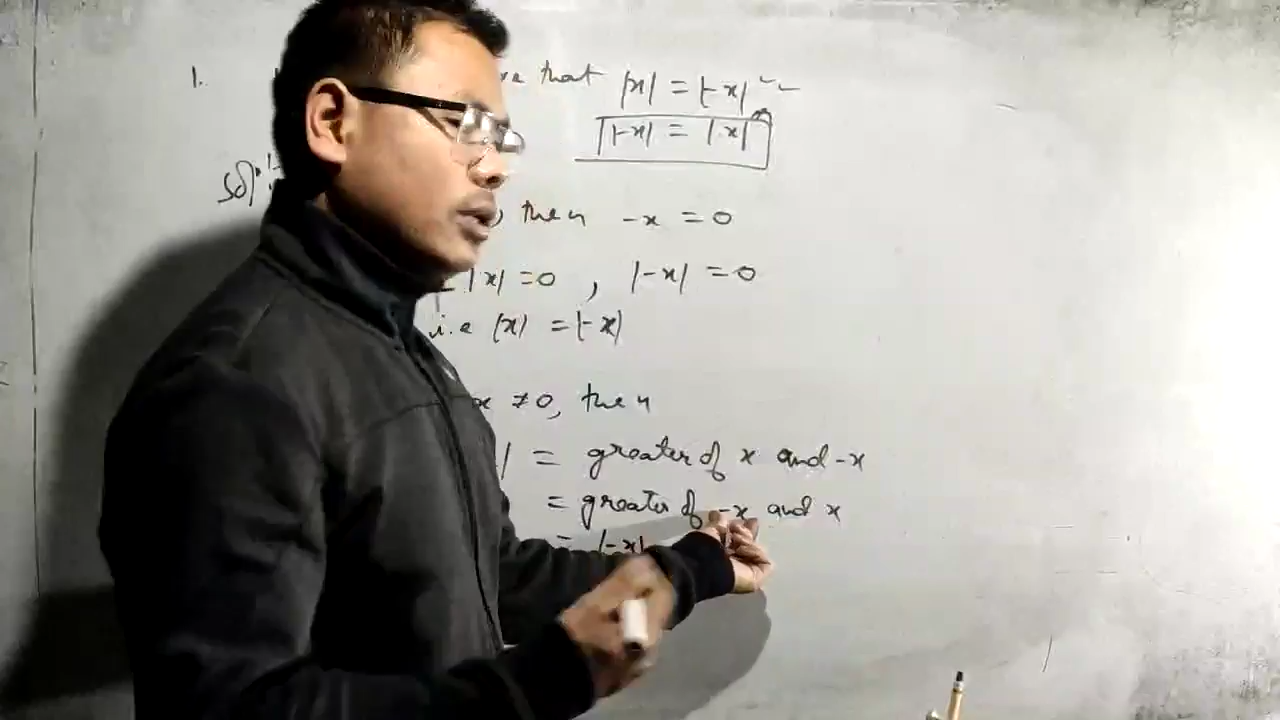 1. that |x| = |-x|
|-x| = |x|
Sol.
then -x = 0
|x| = 0 , |-x| = 0
i.e |x| = |-x|
x ≠ 0, then
| = greater of x and -x
= greater of -x and x
= |-x|